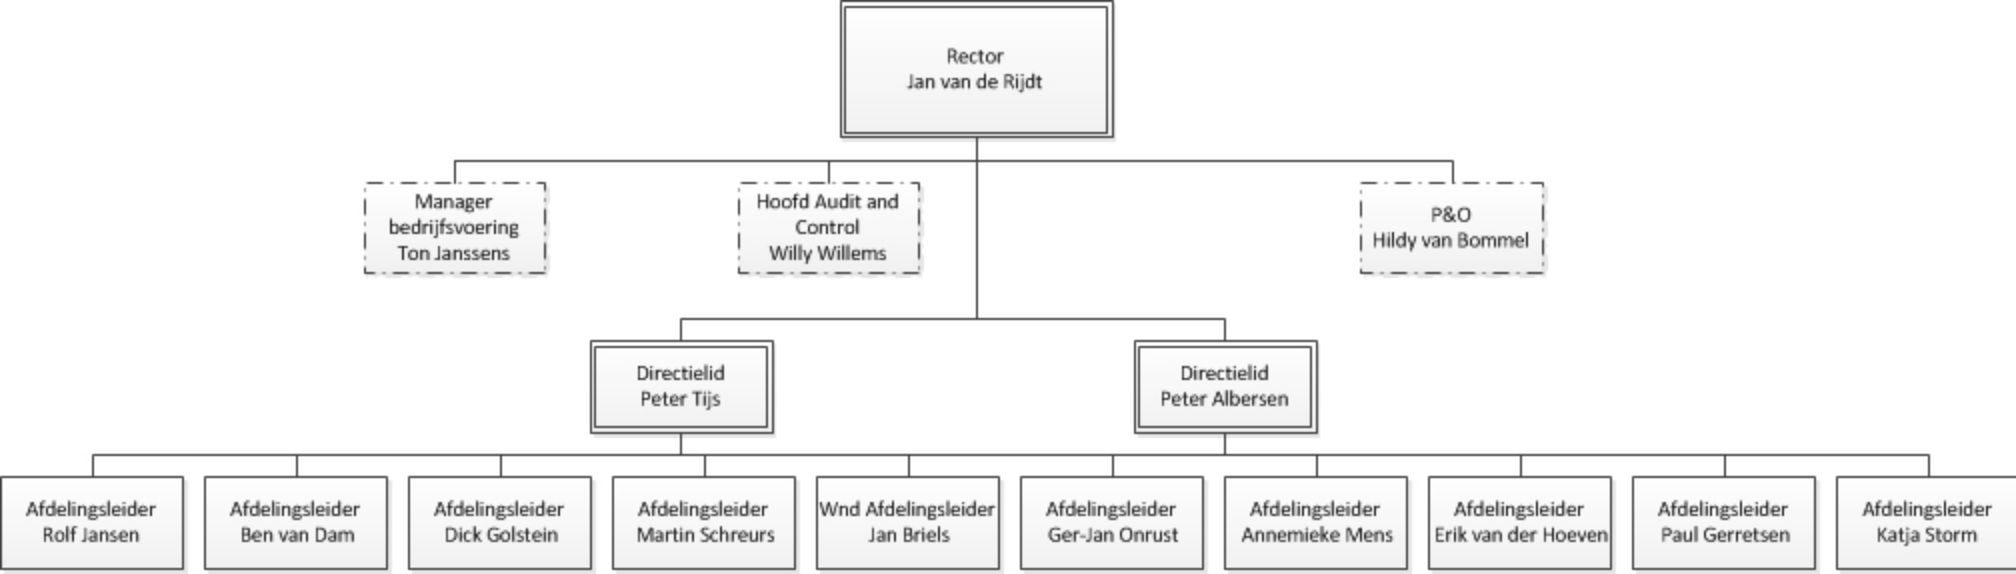 Rector
Jan van de Rijdt
Manager
bedrijfsvoering
Ton Janssens
Hoofd Audit and
Control
Willy Willems
P&O
Hildy van Bommel
Directielid
Peter Tijs
Directielid
Peter Albersen
Afdelingsleider
Rolf Jansen
Afdelingsleider
Ben van Dam
Afdelingsleider
Dick Golstein
Afdelingsleider
Martin Schreurs
Wnd Afdelingsleider
Jan Briels
Afdelingsleider
Ger-Jan Onrust
Afdelingsleider
Annemieke Mens
Afdelingsleider
Erik van der Hoeven
Afdelingsleider
Paul Gerretsen
Afdelingsleider
Katja Storm